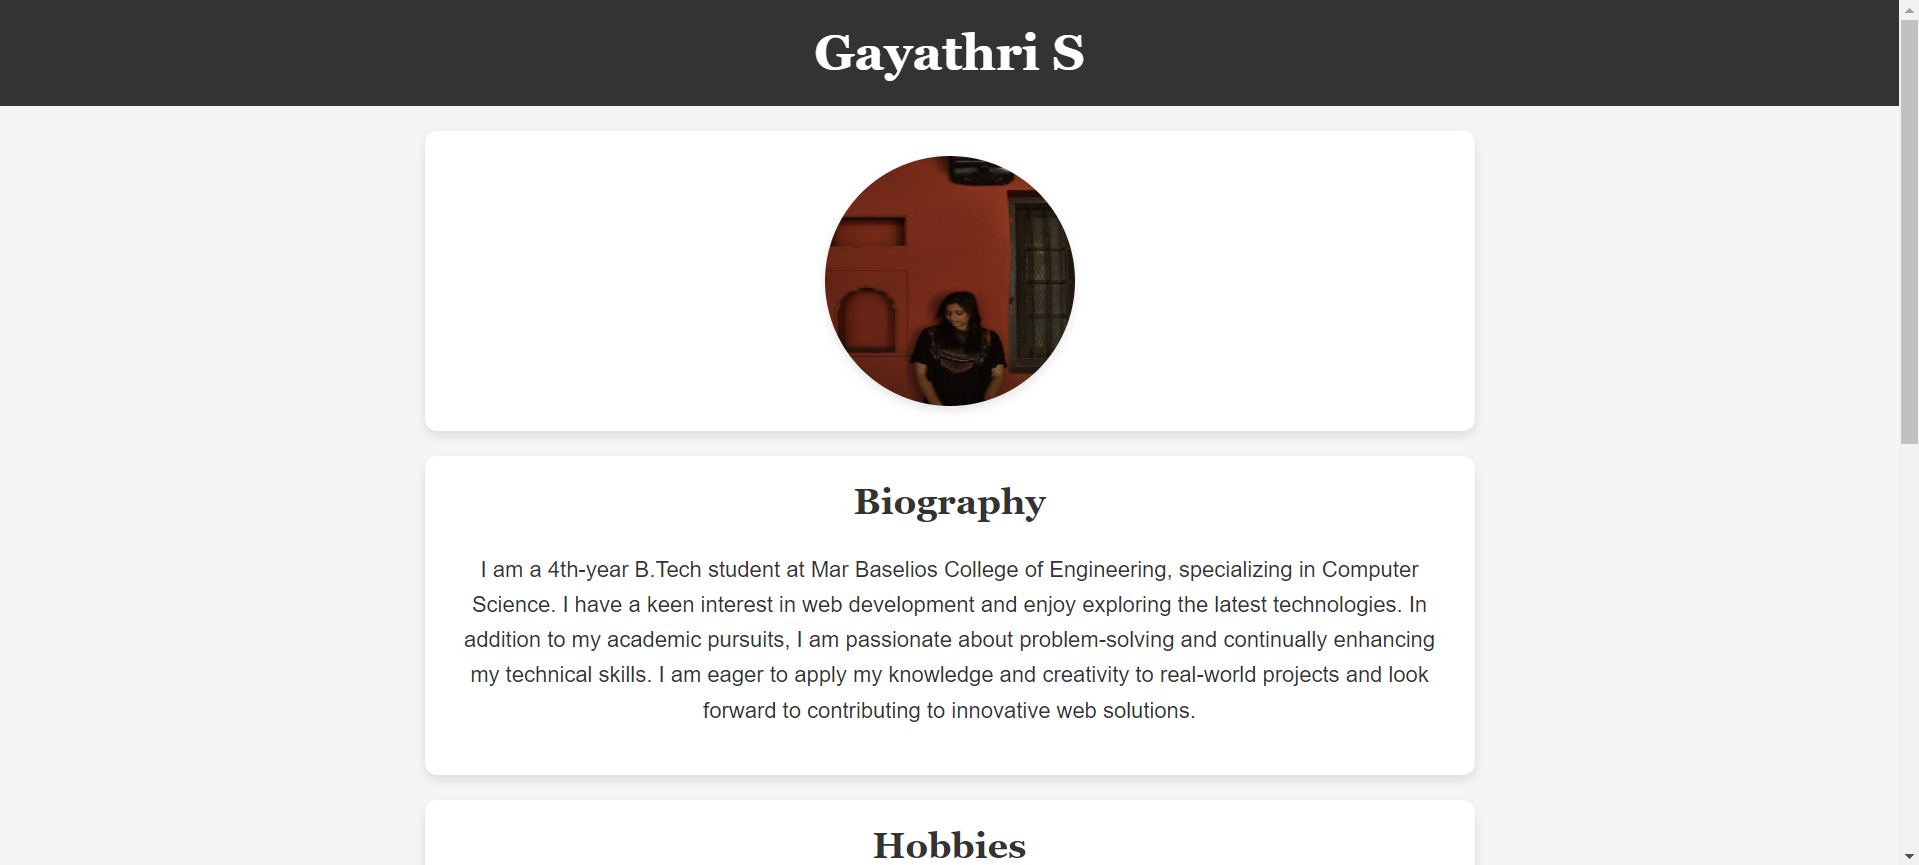 Gayathri S
Biography
I am a 4th-year B.Tech student at Mar Baselios College of Engineering, specializing in Computer
Science. I have a keen interest in web development and enjoy exploring the latest technologies. In
addition to my academic pursuits, I am passionate about problem-solving and continually enhancing
my technical skills. I am eager to apply my knowledge and creativity to real-world projects and look
forward to contributing to innovative web solutions.
Hobbies